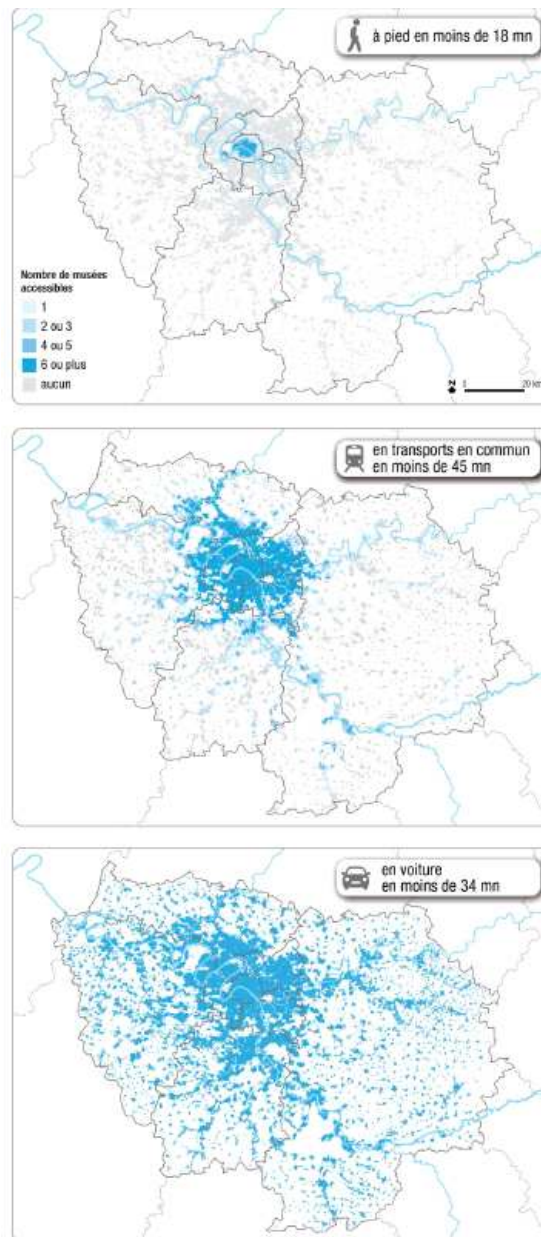 à pied en moins de 18 mn
Nombre de musées
accessibles
1
2 ou 3
4 ou 5
6 ou plus
aucun
N
0
20 km
en transports en commun
en moins de 45 mn
en voiture
en moins de 34 mn